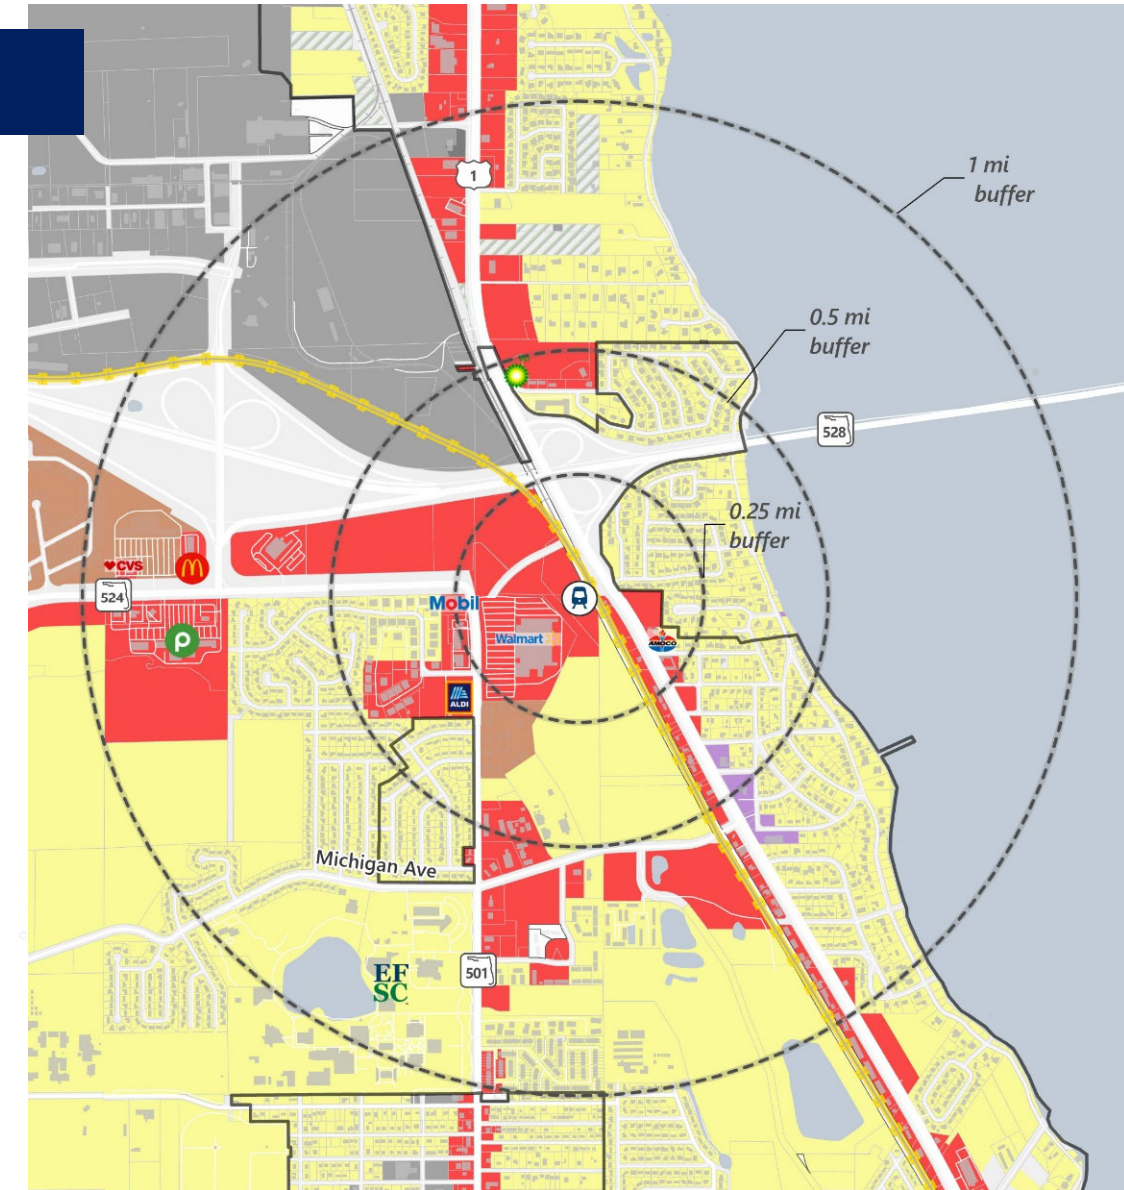 1
1 mi
buffer
0.5 mi
buffer
528
0.25 mi
buffer
CVS
M
524
Mobil
P
Walmart
AMOCO
ALDI
Michigan Ave
EF
SC
501